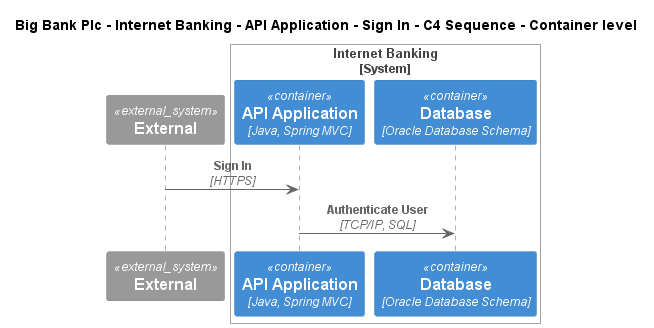 Big Bank Plc - Internet Banking - API Application - Sign In - C4 Sequence - Container level
Internet Banking
[System]
«external_system»
External
«container»
API Application
[Java, Spring MVC]
«container»
Database
[Oracle Database Schema]
Sign In
[HTTPS]
Authenticate User
[TCP/IP, SQL]
«external_system»
External
«container»
API Application
[Java, Spring MVC]
«container»
Database
[Oracle Database Schema]